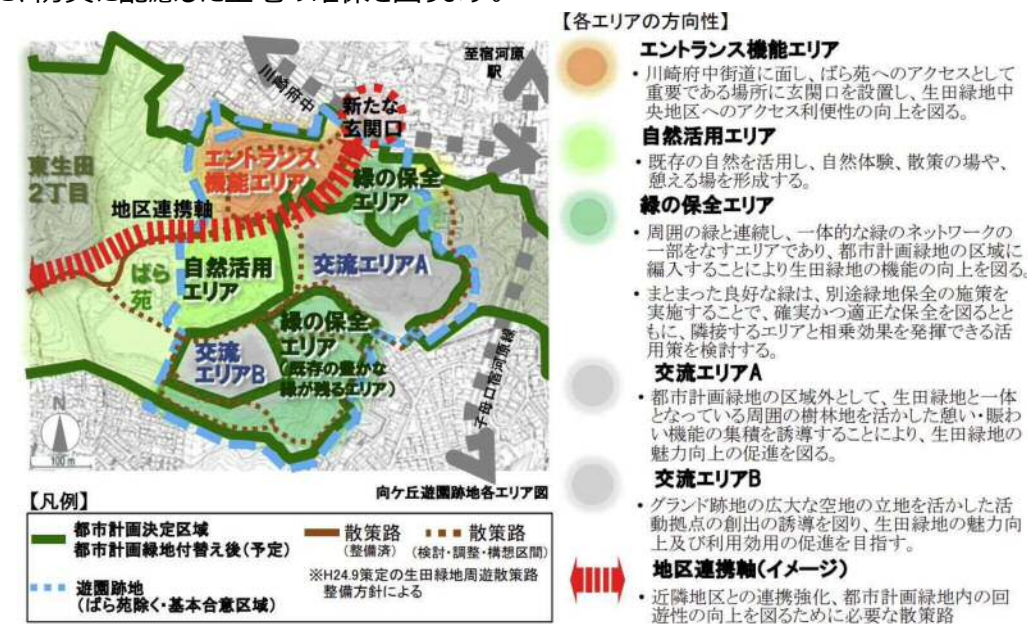 に、防災に配慮した土地の確保を図ります。
至宿河原
駅
川崎府中
新たな
玄関口
エントランス
機能エリア
緑の保全
エリア
東生田
2丁目
地区連携軸
ばら
苑
自然活用
エリア
交流エリアA
緑の保全
エリア
(既存の豊かな
緑が残るエリア)
交流
エリアB
子母口宿河原線
N
100 m
向ケ丘遊園跡地各エリア図
【凡例】
都市計画決定区域
都市計画緑地付替え後(予定)
遊園跡地
(ばら苑除く・基本合意区域)
散策路
(整備済)
散策路
(検討・調整・構想区間)
※H24.9策定の生田緑地周遊散策路
整備方針による
【各エリアの方向性】
エントランス機能エリア
・川崎府中街道に面し、ばら苑へのアクセスとして
重要である場所に玄関口を設置し、生田緑地中
央地区へのアクセス利便性の向上を図る。
自然活用エリア
・既存の自然を活用し、自然体験、散策の場や、
憩える場を形成する。
緑の保全エリア
・周囲の緑と連続し、一体的な緑のネットワークの
一部をなすエリアであり、都市計画緑地の区域に
編入することにより生田緑地の機能の向上を図る。
・まとまった良好な緑は、別途緑地保全の施策を
実施することで、確実かつ適正な保全を図るとと
もに、隣接するエリアと相乗効果を発揮できる活
用策を検討する。
交流エリアA
・都市計画緑地の区域外として、生田緑地と一体
となっている周囲の樹林地を活かした憩い・賑わ
い機能の集積を誘導することにより、生田緑地の
魅力向上の促進を図る。
交流エリアB
・グランド跡地の広大な空地の立地を活かした活
動拠点の創出の誘導を図り、生田緑地の魅力向
上及び利用効用の促進を目指す。
地区連携軸(イメージ)
・近隣地区との連携強化、都市計画緑地内の回
遊性の向上を図るために必要な散策路